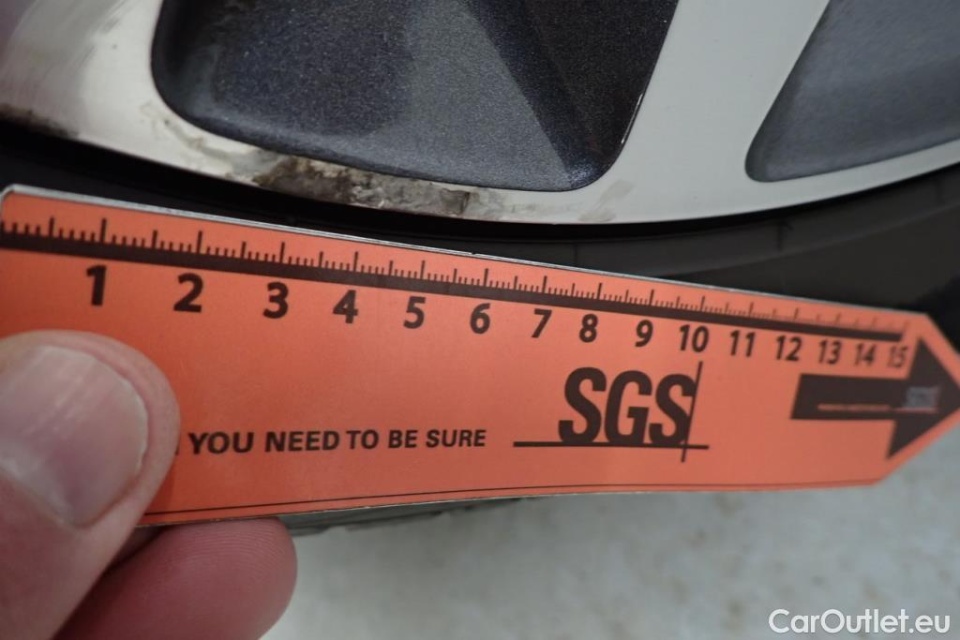 1 2 3 4 5 6 7 8 9 10 11 12 13 14 15
SGS
YOU NEED TO BE SURE
CarOutlet.eu